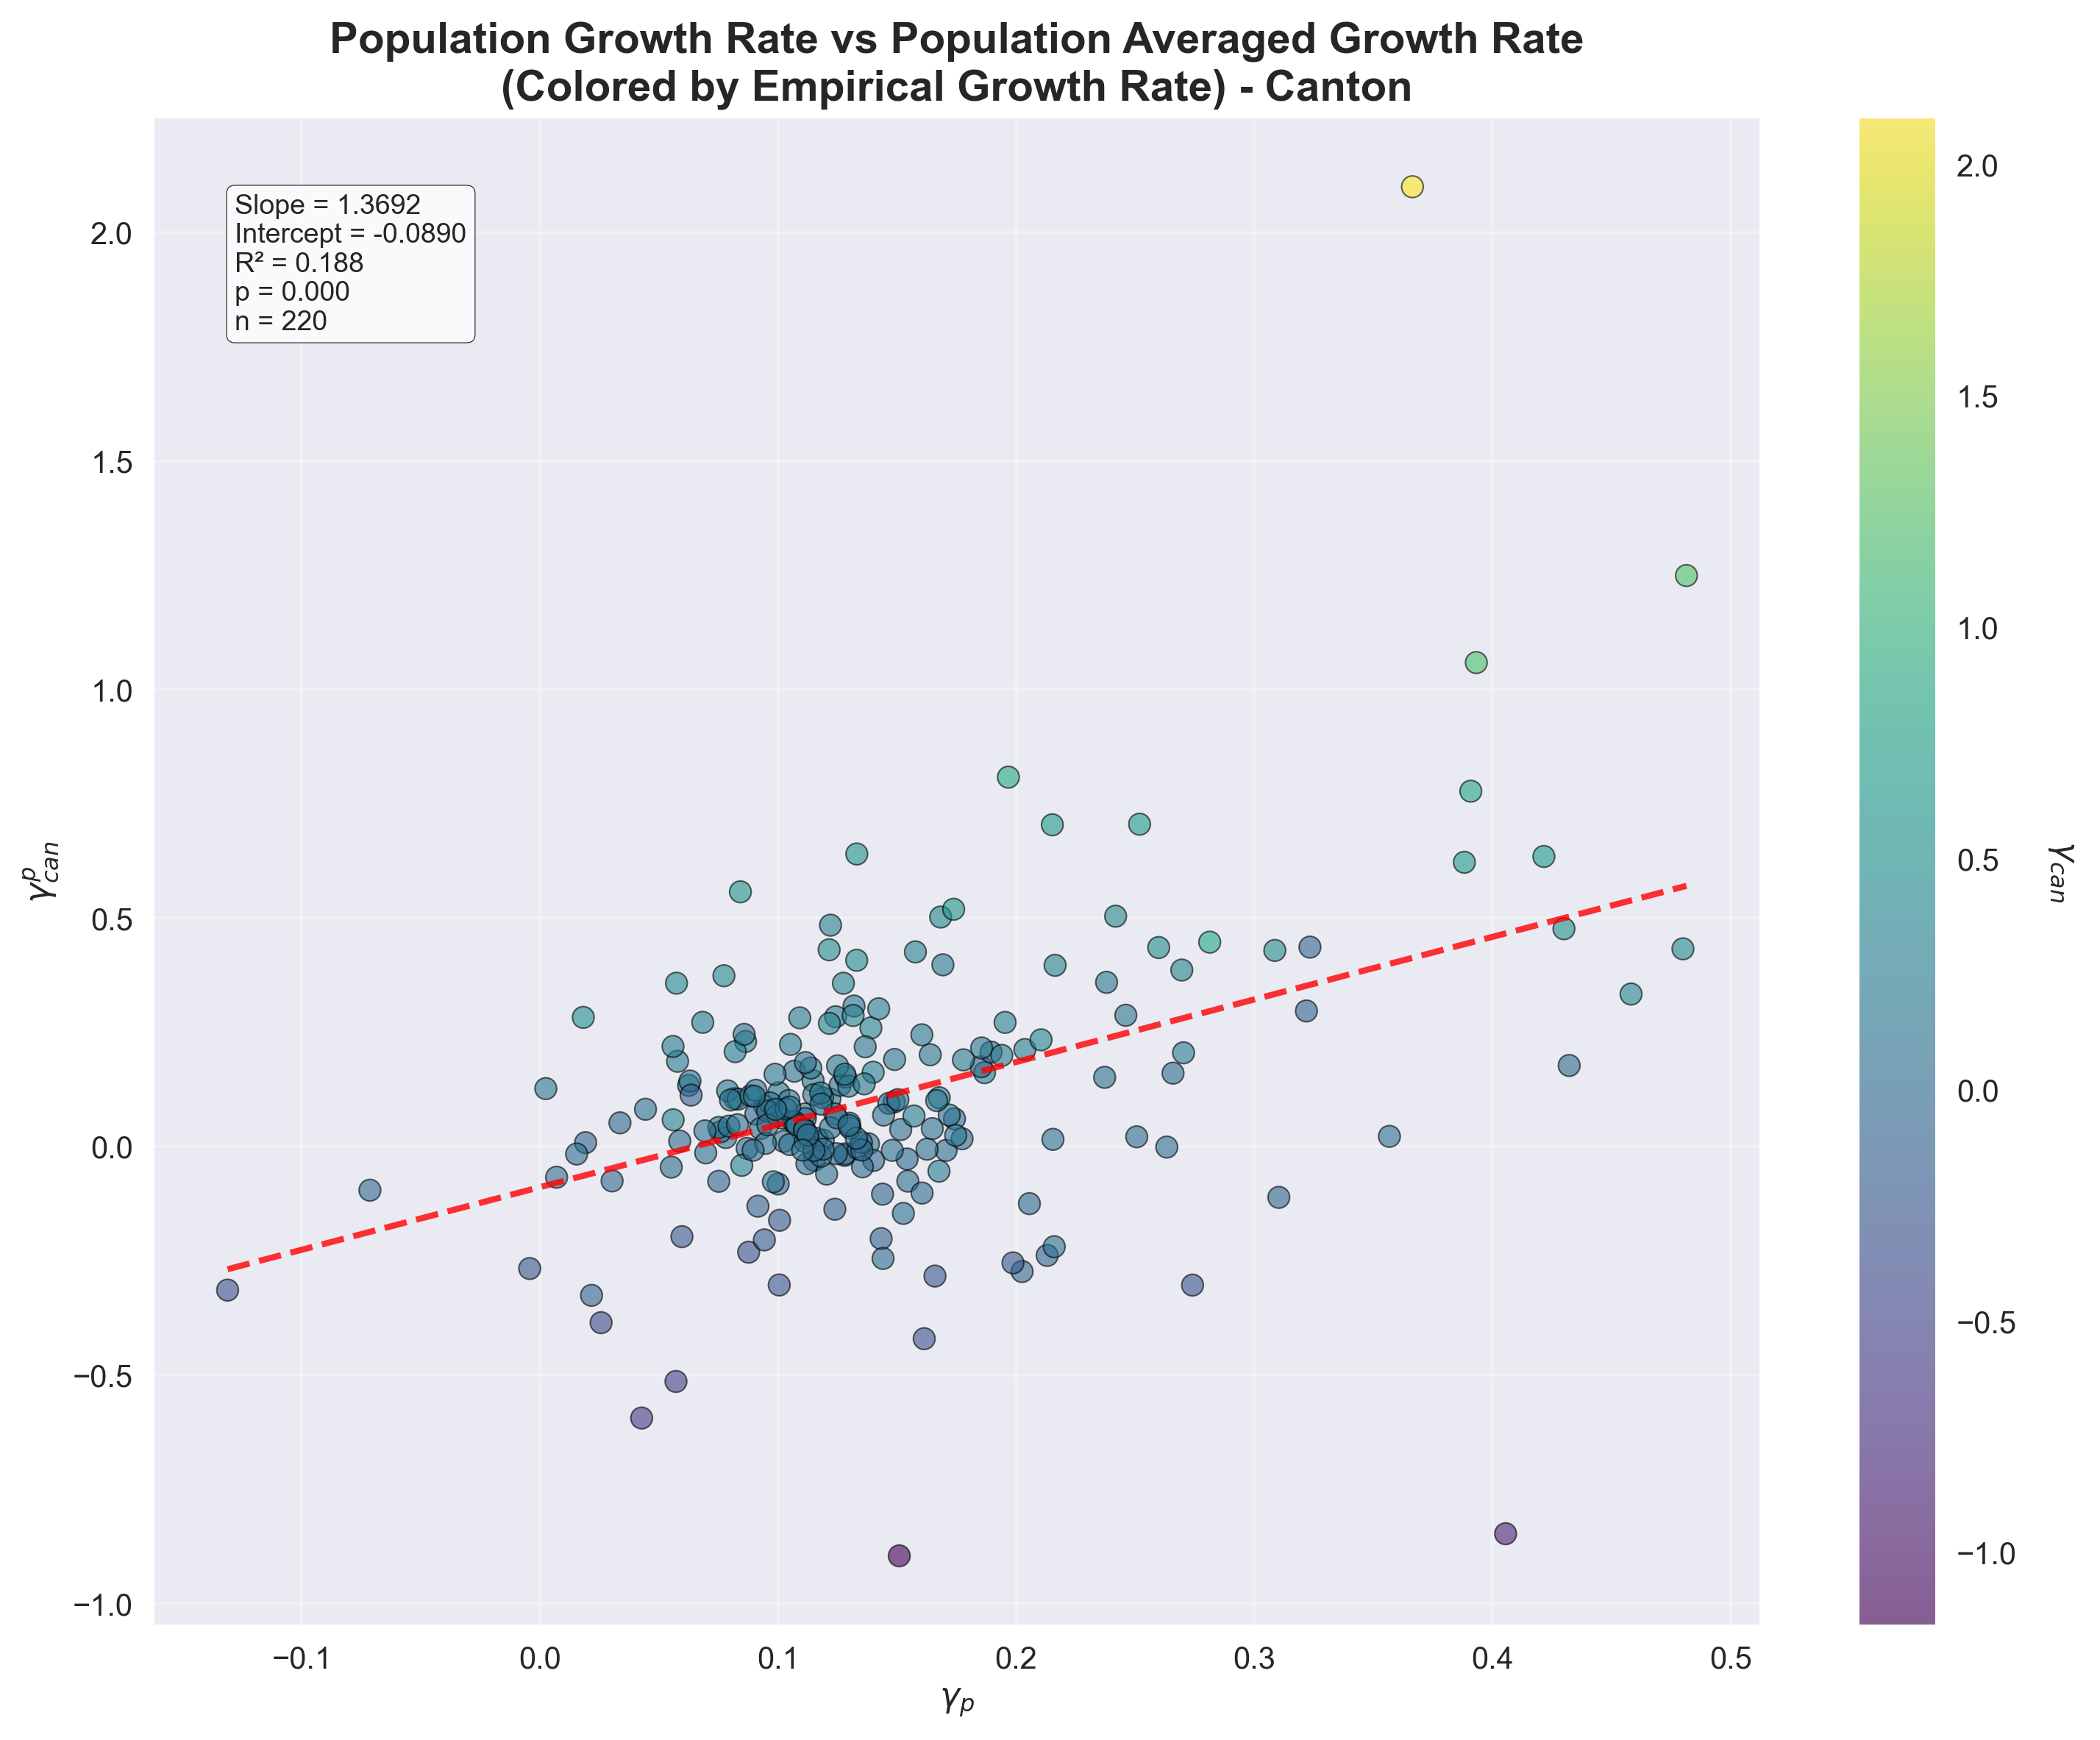 Population Growth Rate vs Population Averaged Growth Rate
(Colored by Empirical Growth Rate) - Canton
Slope = 1.3692
Intercept = -0.0890
R² = 0.188
p = 0.000
n = 220
2.0
1.5
1.0
0.5
0.0
−0.5
−1.0
γ^p_can
−0.1
0.0
0.1
0.2
0.3
0.4
0.5
γ_p
2.0
1.5
1.0
0.5
0.0
−0.5
−1.0
γ_can